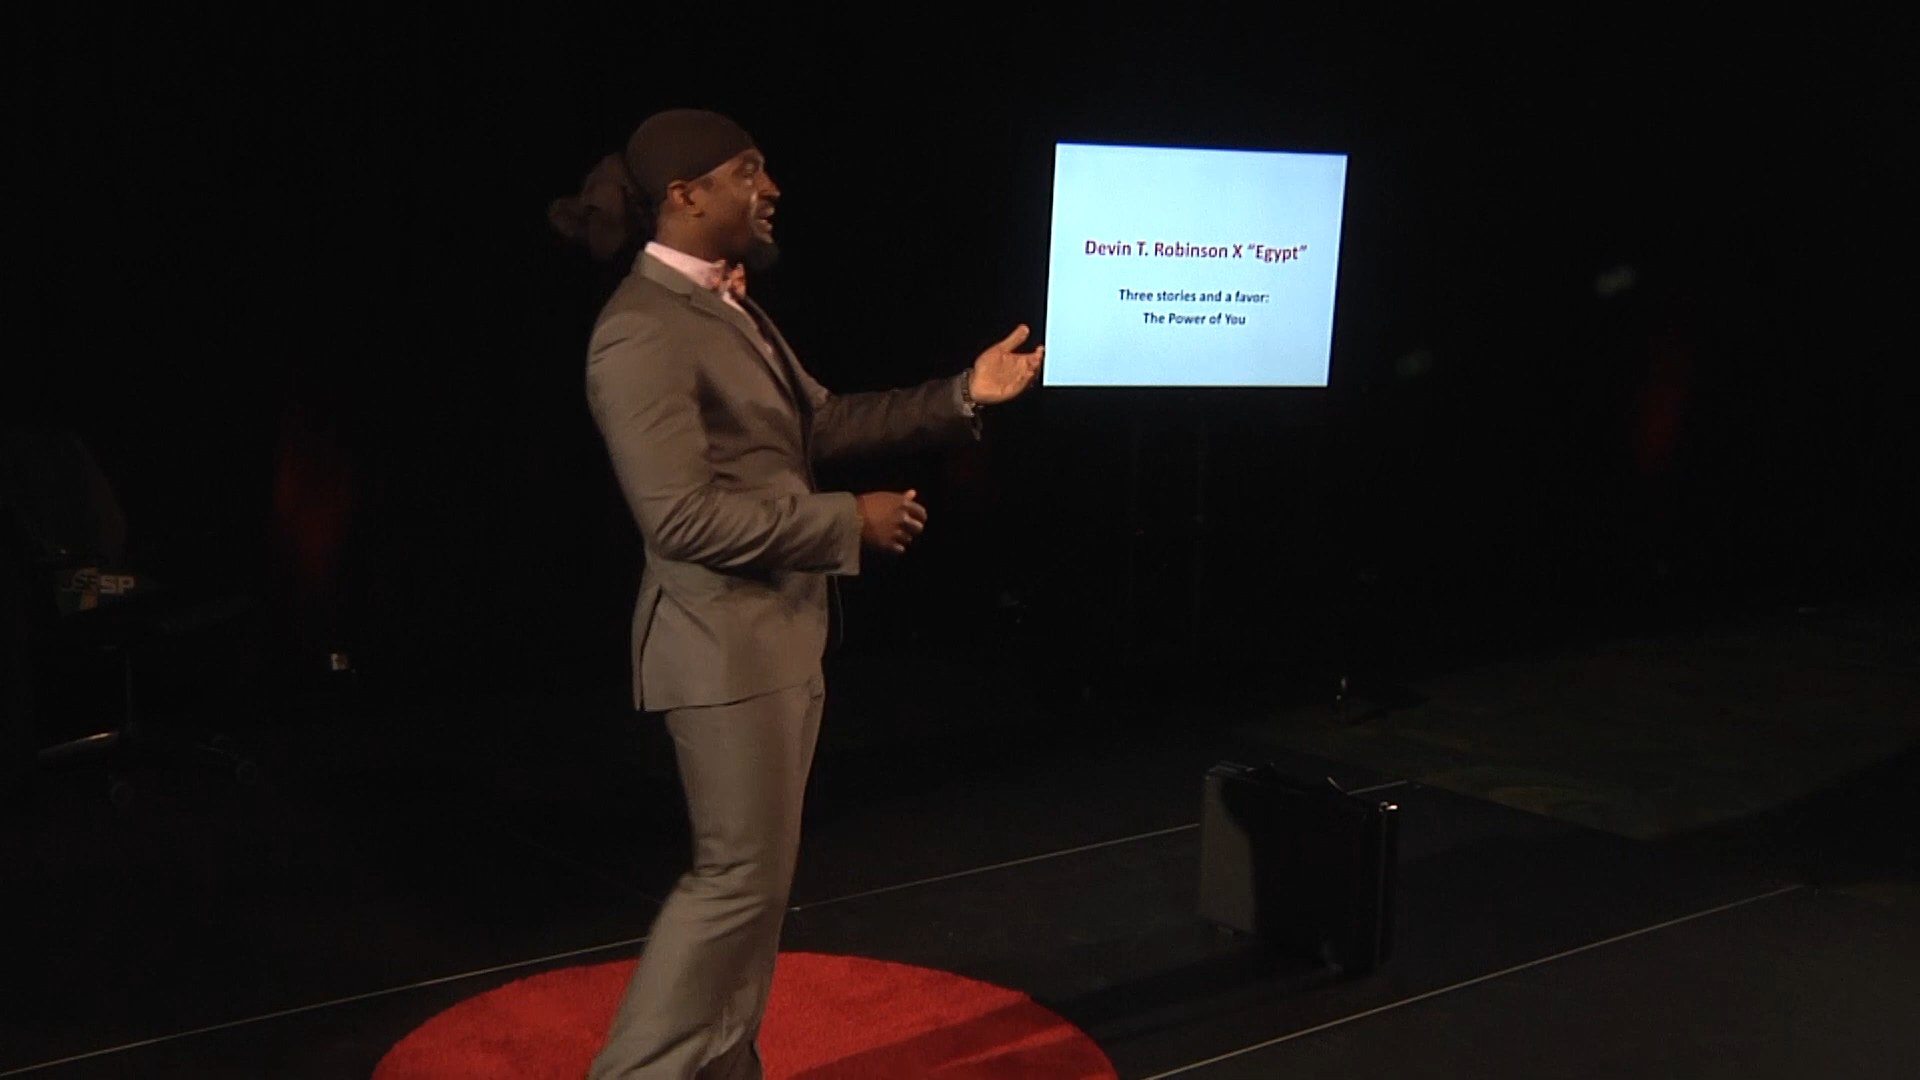 Devin T. Robinson X “Egypt”
Three stories and a favor:
The Power of You